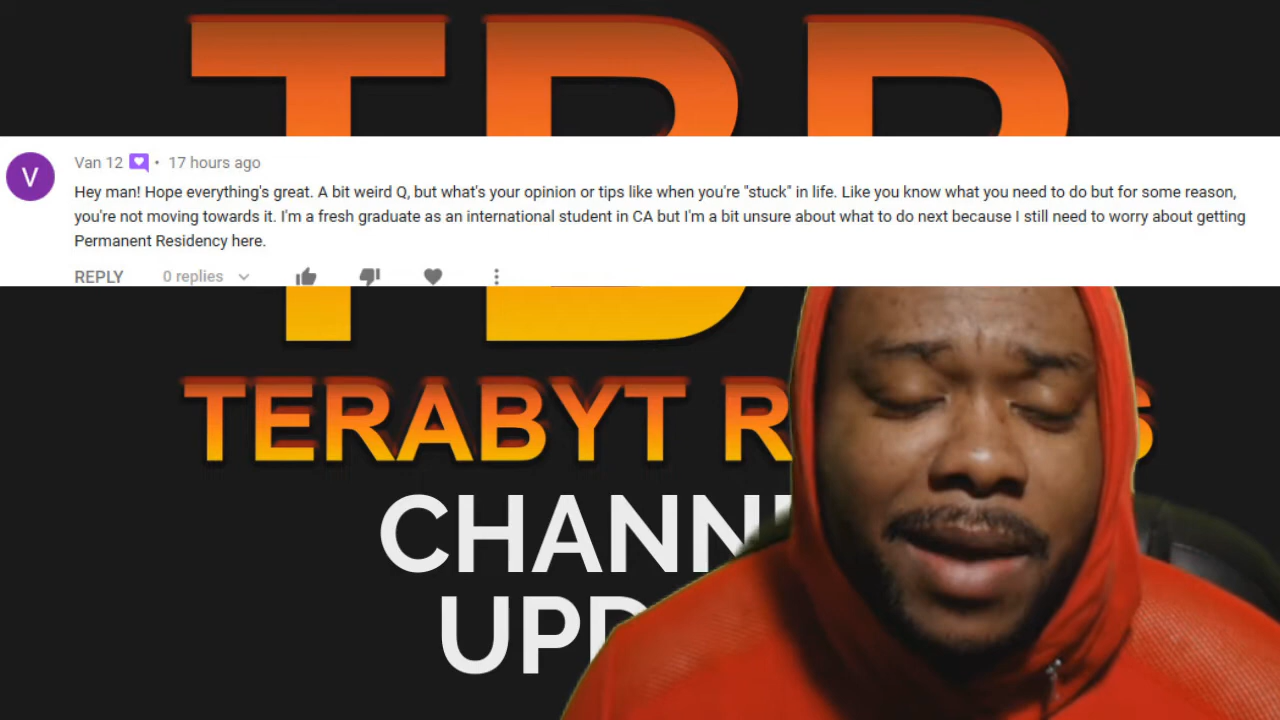 TBR
Van 12 • 17 hours ago
Hey man! Hope everything's great. A bit weird Q, but what's your opinion or tips like when you're "stuck" in life. Like you know what you need to do but for some reason,
you're not moving towards it. I'm a fresh graduate as an international student in CA but I'm a bit unsure about what to do next because I still need to worry about getting
Permanent Residency here.
REPLY 0 replies
TERABYT